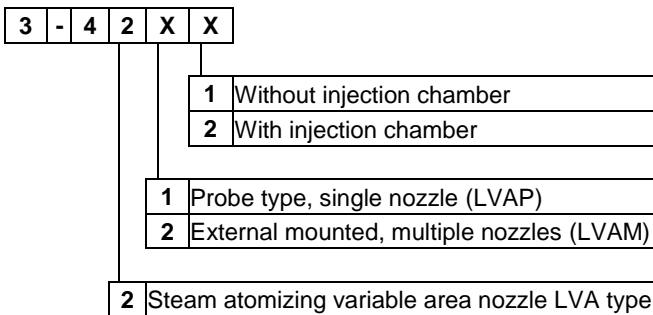 3 - 4 2 X X
1 Without injection chamber
2 With injection chamber
1 Probe type, single nozzle (LVAP)
2 External mounted, multiple nozzles (LVAM)
2 Steam atomizing variable area nozzle LVA type